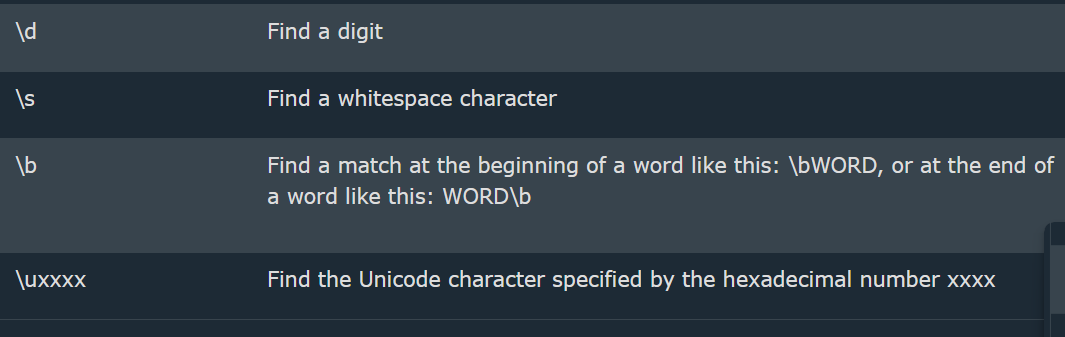 \d Find a digit
\s Find a whitespace character
\b Find a match at the beginning of a word like this: \bWORD, or at the end of
a word like this: WORD\b
\uxxxx Find the Unicode character specified by the hexadecimal number xxxx